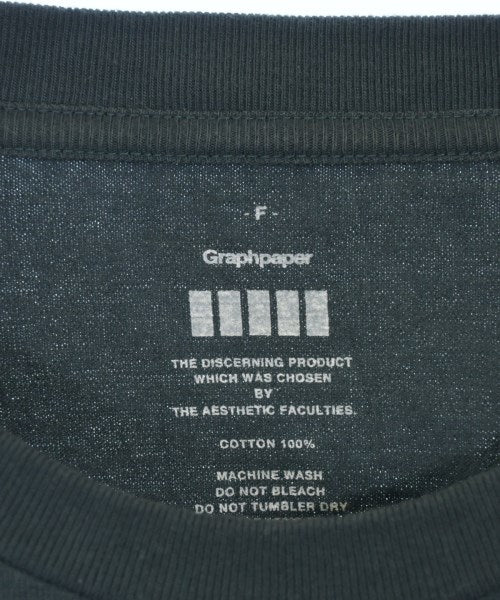 - F -
Graphpaper
THE DISCERNING PRODUCT
WHICH WAS CHOSEN
BY
THE AESTHETIC FACULTIES.
COTTON 100%
MACHINE WASH
DO NOT BLEACH
DO NOT TUMBLER DRY